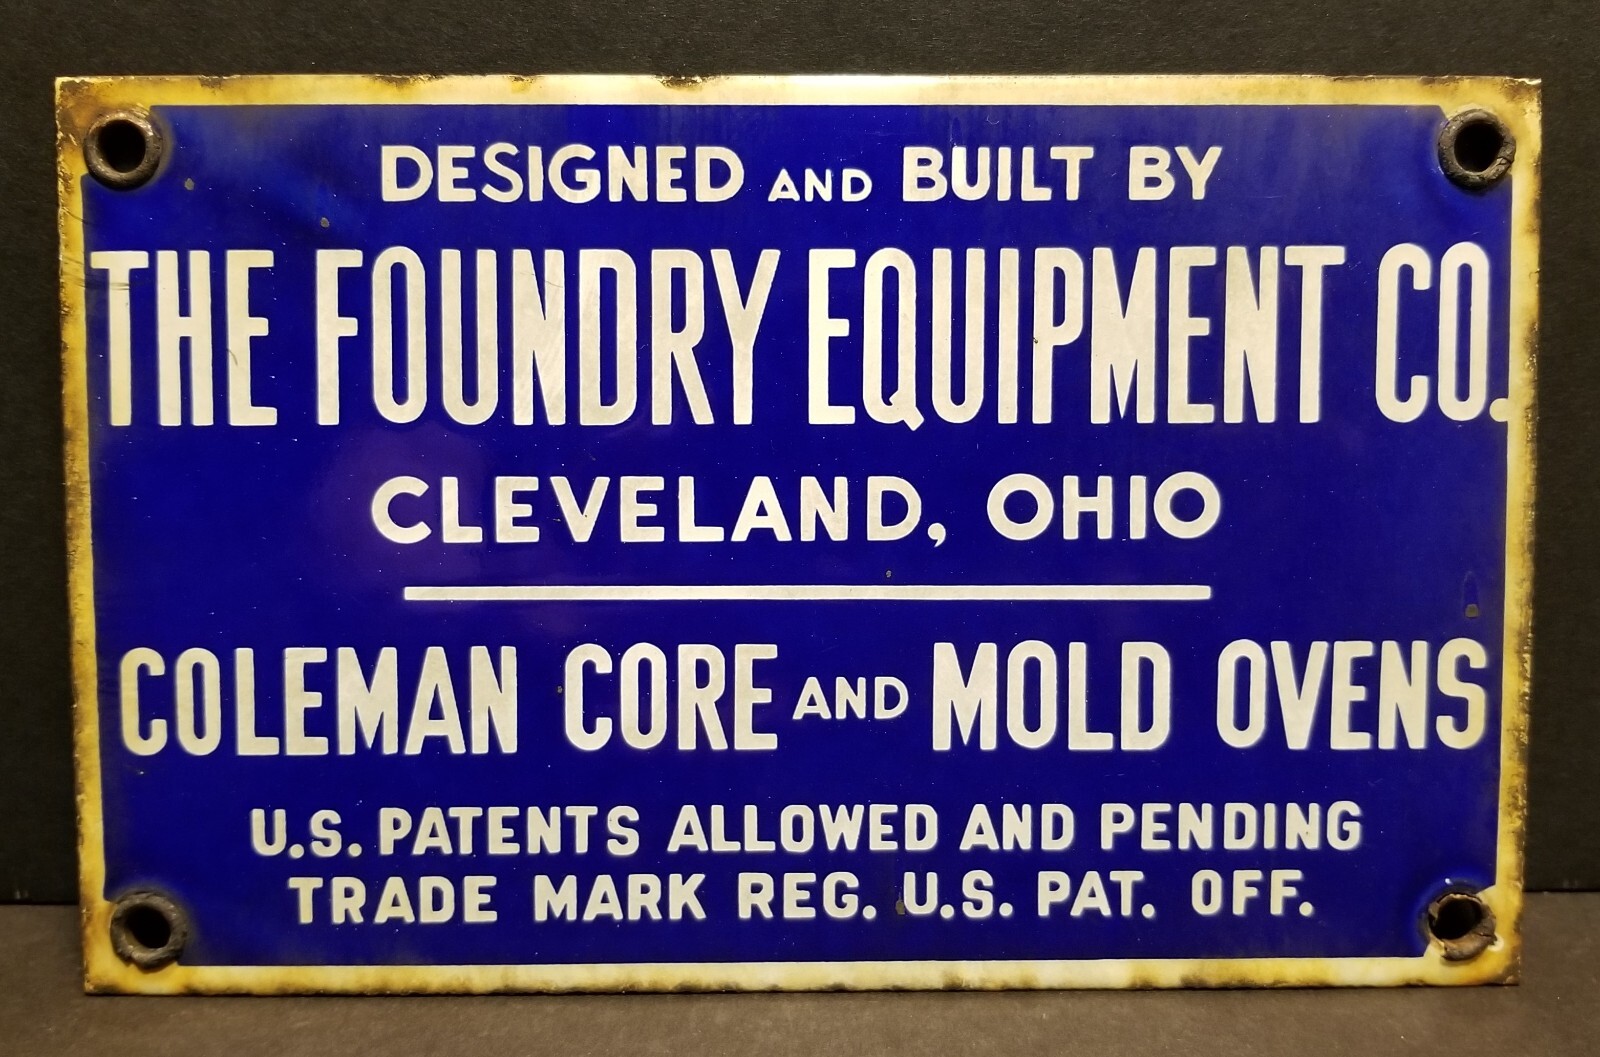 DESIGNED AND BUILT BY
THE FOUNDRY EQUIPMENT CO.
CLEVELAND, OHIO
COLEMAN CORE AND MOLD OVENS
U.S. PATENTS ALLOWED AND PENDING
TRADE MARK REG. U.S. PAT. OFF.